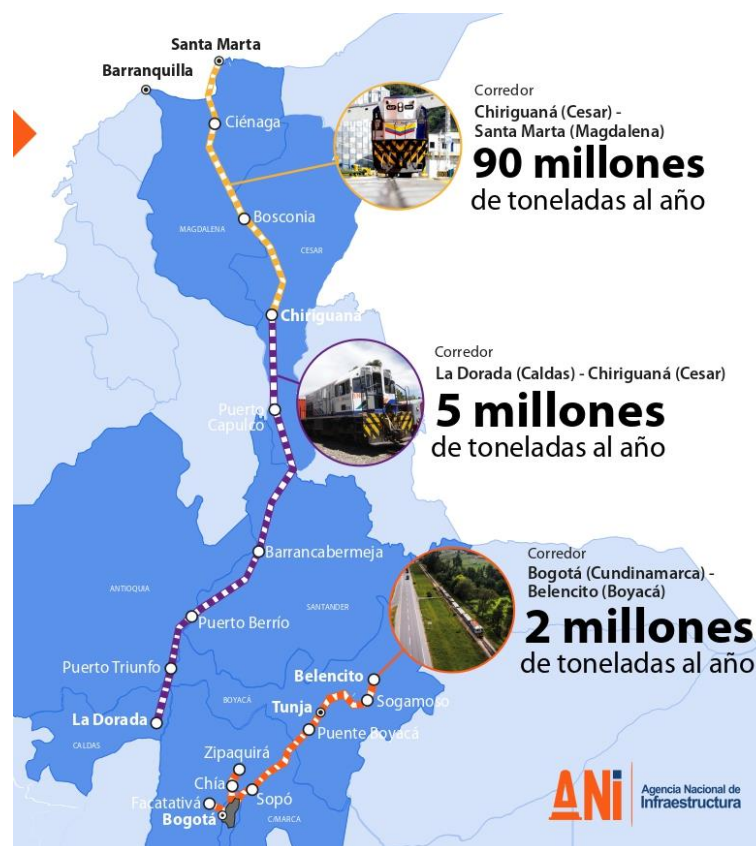 Santa Marta
Barranquilla
Ciénaga
Corredor
Chiriguaná (Cesar) -
Santa Marta (Magdalena)
90 millones
de toneladas al año
Bosconia
MAGDALENA
CESAR
Chiriguaná
Corredor
La Dorada (Caldas) - Chiriguaná (Cesar)
5 millones
de toneladas al año
Puerto
Capulco
Barrancabermeja
ANTIOQUIA
SANTANDER
Corredor
Bogotá (Cundinamarca) -
Belencito (Boyacá)
2 millones
de toneladas al año
Puerto Berrío
Puerto Triunfo
Belencito
Sogamoso
BOYACÁ
Tunja
La Dorada
Puente Boyacá
CALDAS
Zipaquirá
Chía
Sopó
Facatativá
Bogotá
C/MARCA
ANi
Agencia Nacional de
Infraestructura